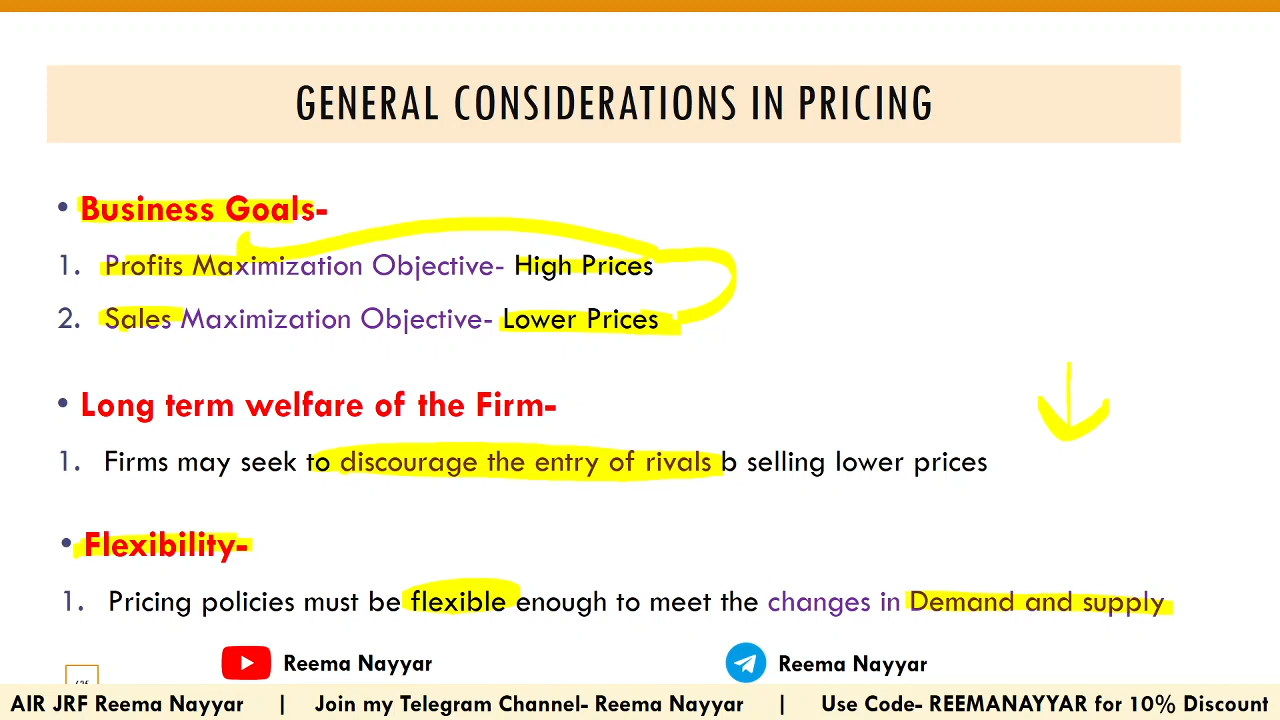 GENERAL CONSIDERATIONS IN PRICING
• Business Goals-
1. Profits Maximization Objective- High Prices
2. Sales Maximization Objective- Lower Prices
• Long term welfare of the Firm-
1. Firms may seek to discourage the entry of rivals b selling lower prices
• Flexibility-
1. Pricing policies must be flexible enough to meet the changes in Demand and supply
Reema Nayyar Reema Nayyar
AIR JRF Reema Nayyar | Join my Telegram Channel- Reema Nayyar | Use Code- REEMANAYYAR for 10% Discount